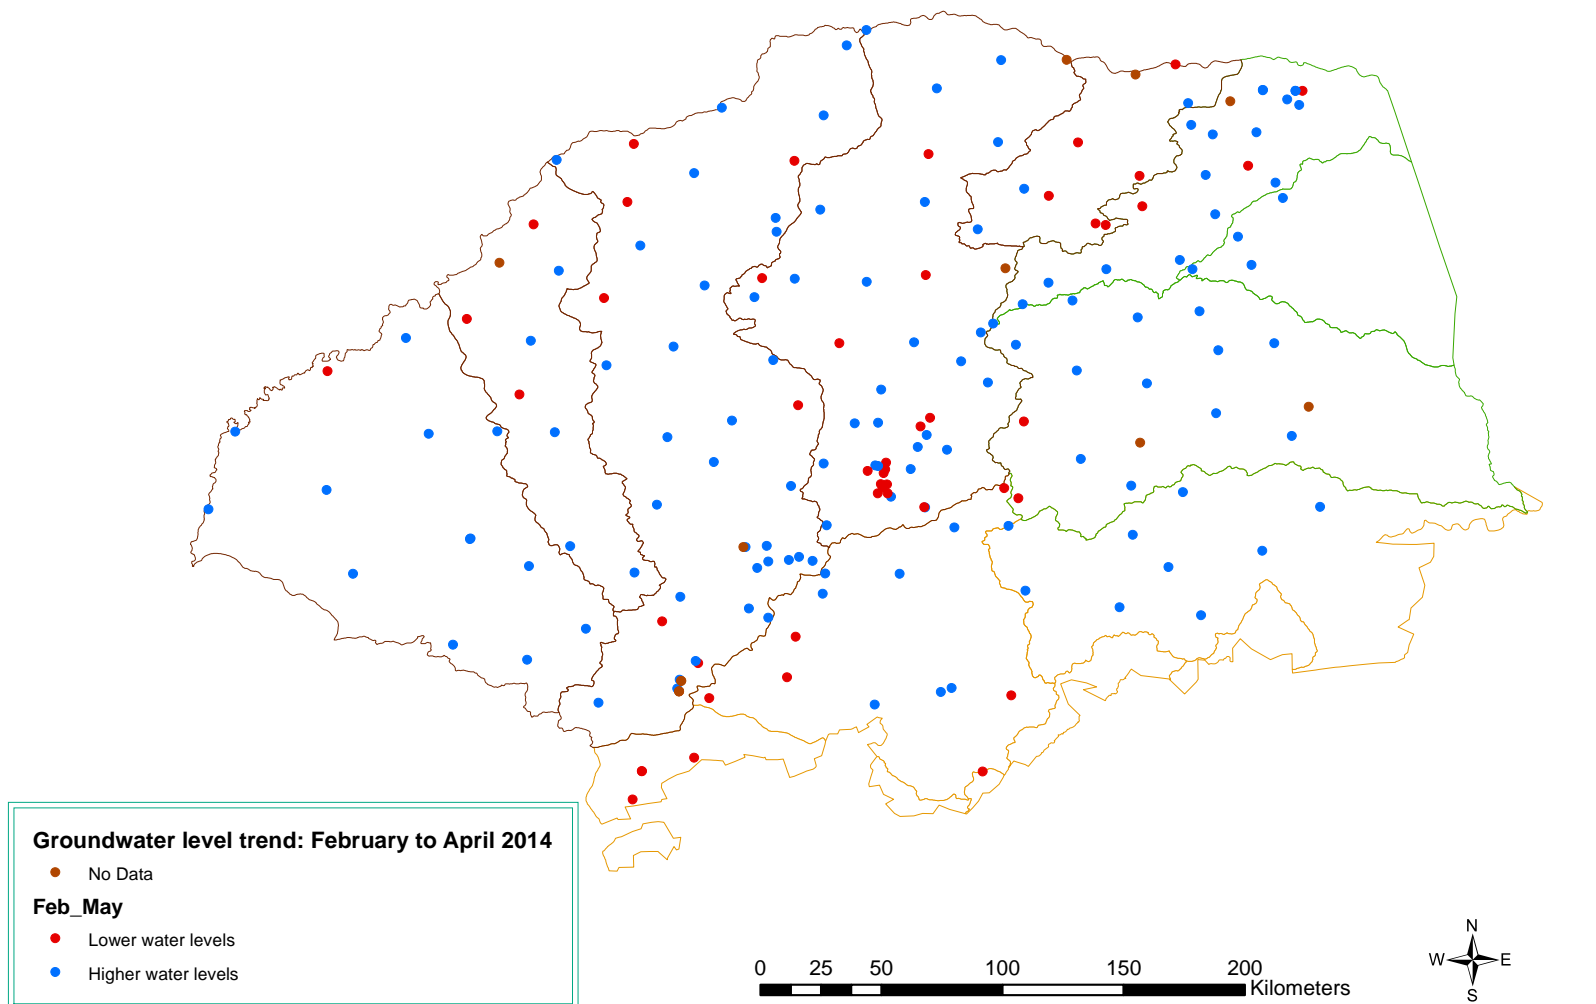 Groundwater level trend: February to April 2014
No Data
Feb_May
Lower water levels
Higher water levels
0 25 50 100 150 200
Kilometers
N
W E
S